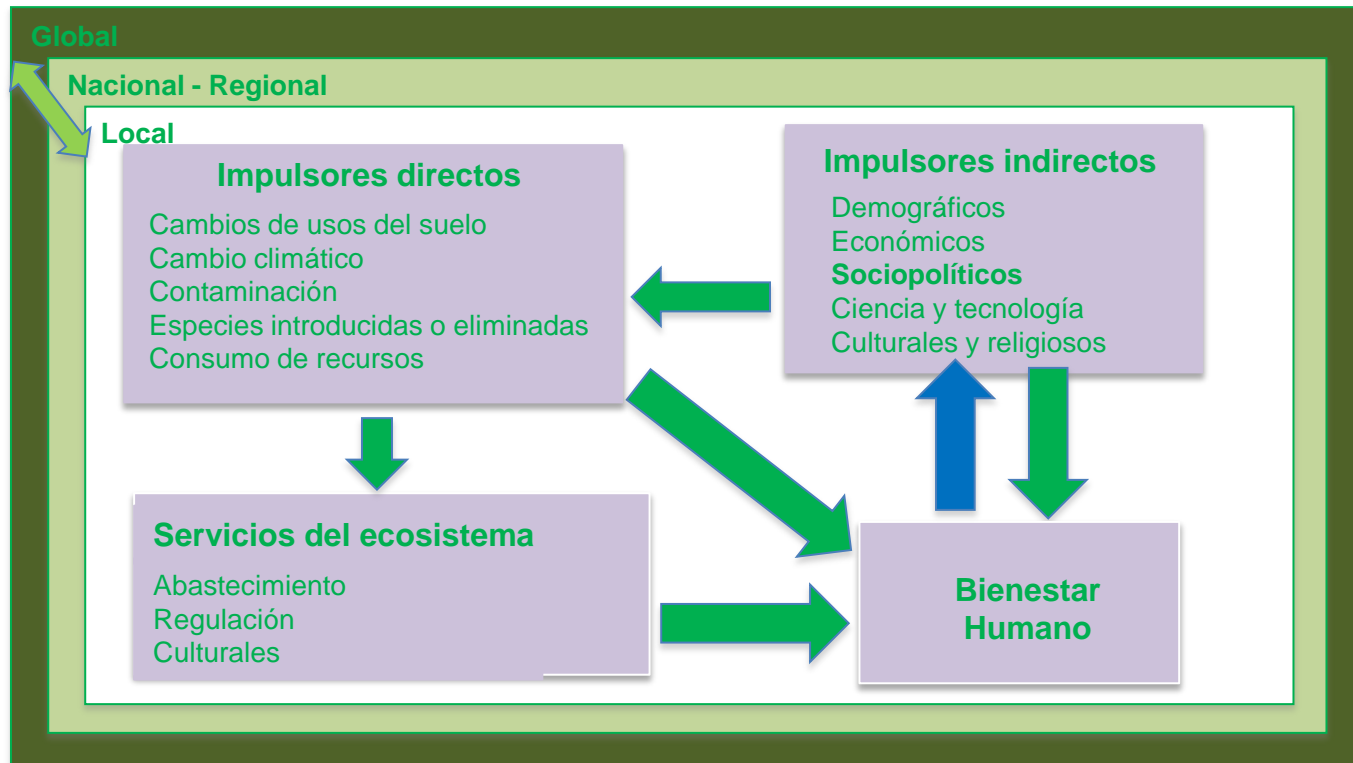 Global
Nacional - Regional
Local
Impulsores directos
Cambios de usos del suelo
Cambio climático
Contaminación
Especies introducidas o eliminadas
Consumo de recursos
Impulsores indirectos
Demográficos
Económicos
Sociopolíticos
Ciencia y tecnología
Culturales y religiosos
Servicios del ecosistema
Abastecimiento
Regulación
Culturales
Bienestar
Humano